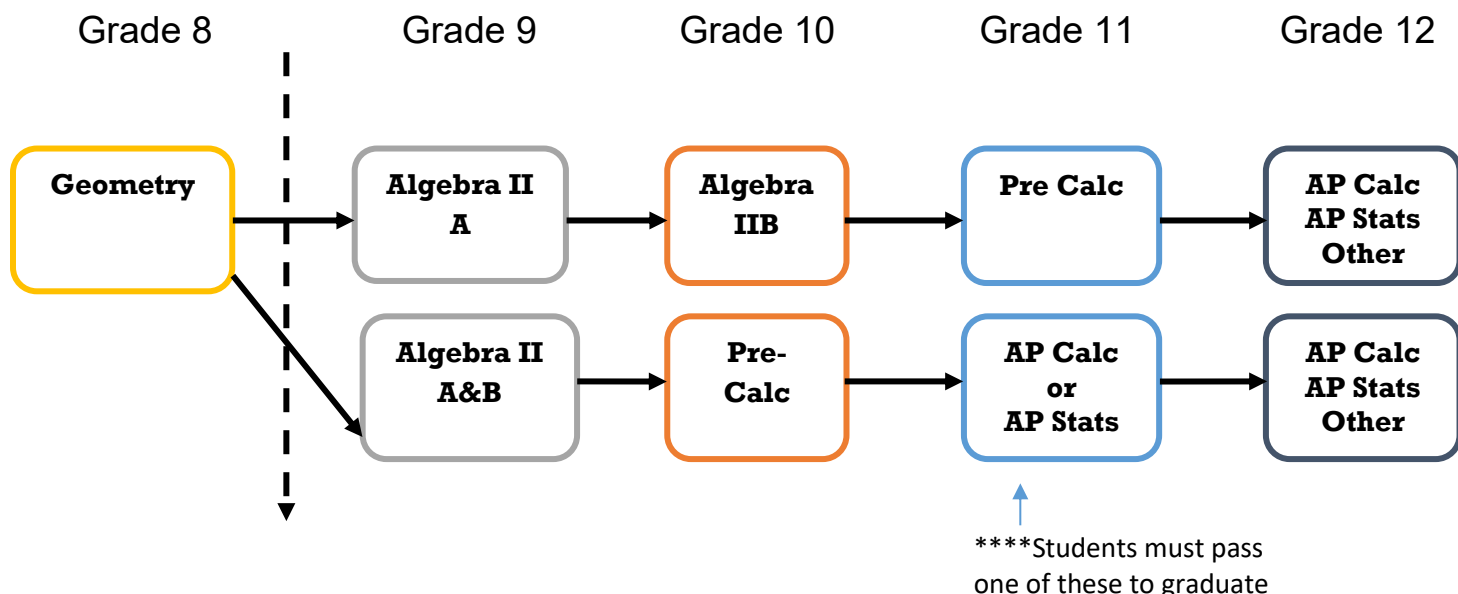 Grade 8 Grade 9 Grade 10 Grade 11 Grade 12
Geometry
Algebra II
A
Algebra
IIB
Pre Calc
AP Calc
AP Stats
Other
Algebra II
A&B
Pre-
Calc
AP Calc
or
AP Stats
AP Calc
AP Stats
Other
****Students must pass
one of these to graduate